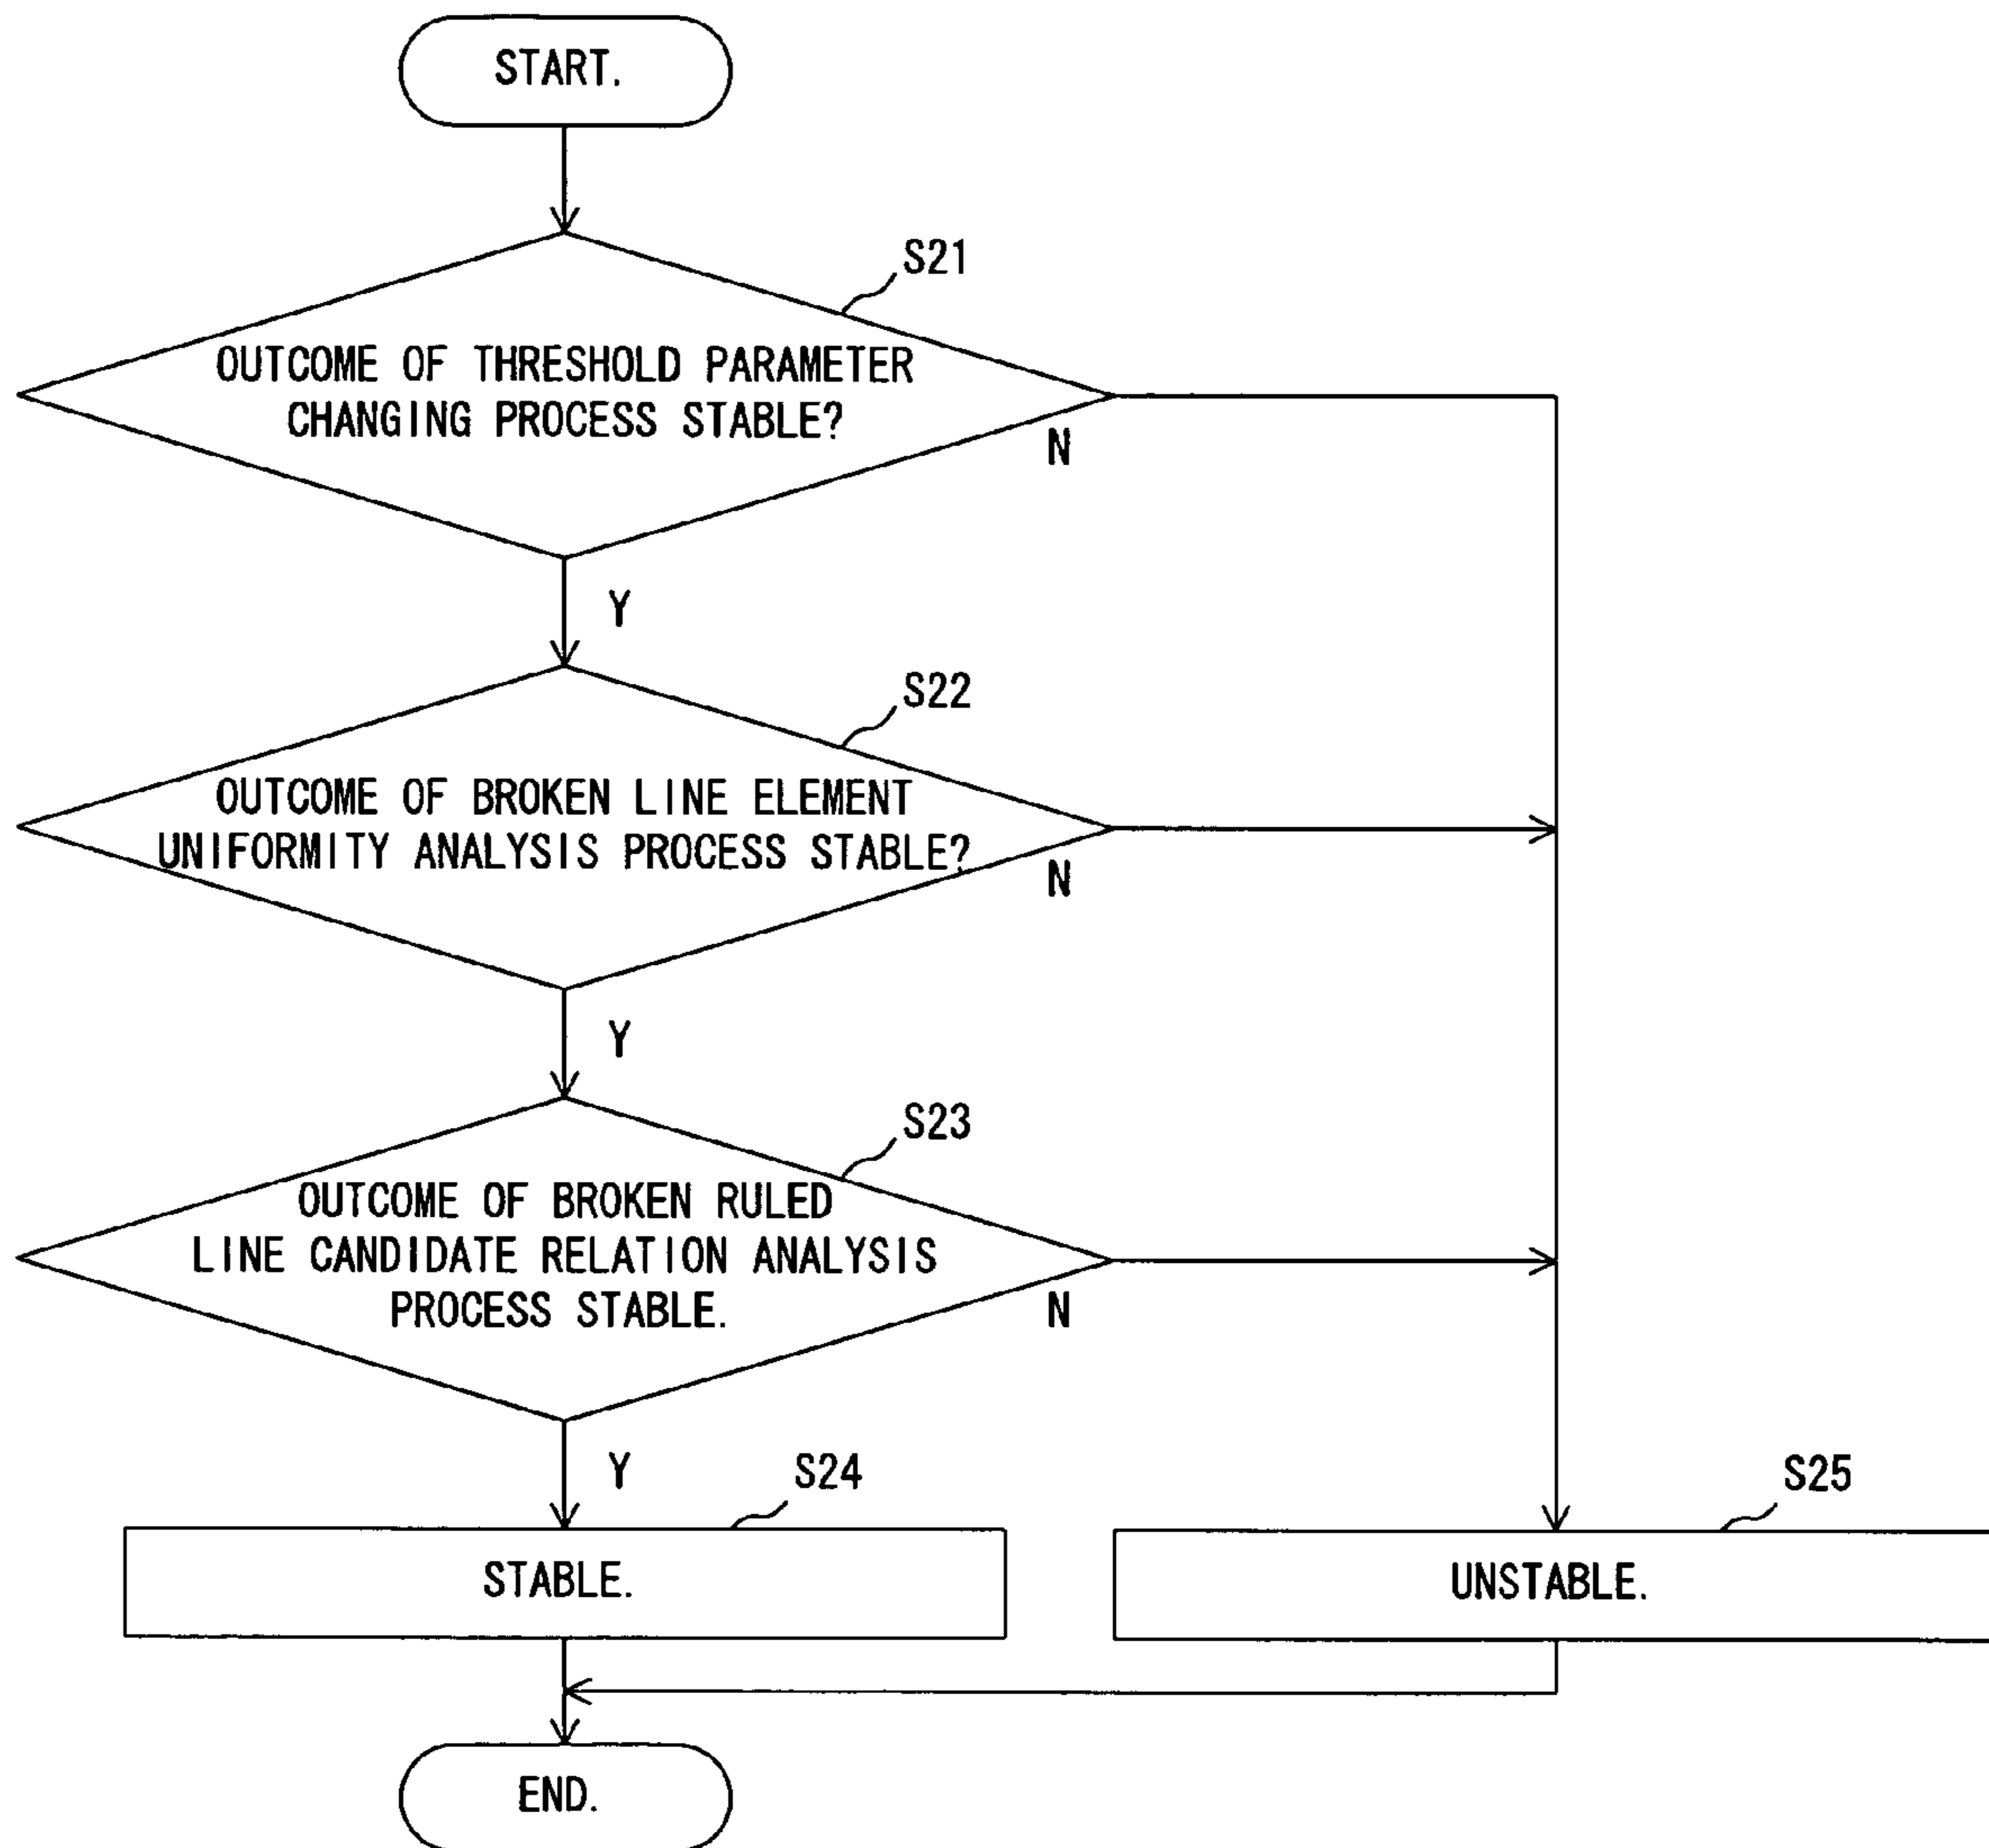 START.
S21
OUTCOME OF THRESHOLD PARAMETER
CHANGING PROCESS STABLE?
N
Y
S22
OUTCOME OF BROKEN LINE ELEMENT
UNIFORMITY ANALYSIS PROCESS STABLE?
N
Y
S23
OUTCOME OF BROKEN RULED
LINE CANDIDATE RELATION ANALYSIS
PROCESS STABLE.
N
Y
S24
STABLE.
S25
UNSTABLE.
END.